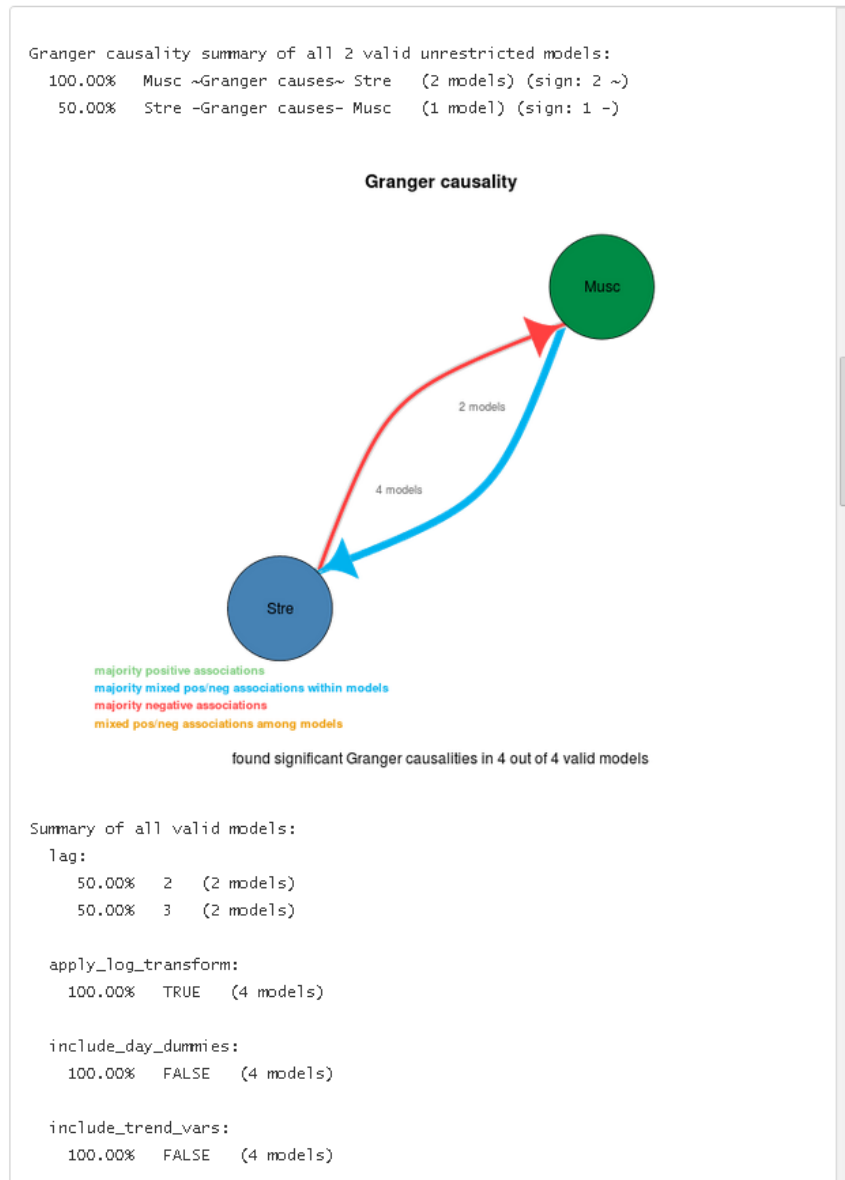 Granger causality summary of all 2 valid unrestricted models:
100.00% Musc ~Granger causes~ Stre (2 models) (sign: 2 ~)
50.00% Stre -Granger causes- Musc (1 model) (sign: 1 -)
Granger causality
Musc
2 models
4 models
Stre
majority positive associations
majority mixed pos/neg associations within models
majority negative associations
mixed pos/neg associations among models
found significant Granger causalities in 4 out of 4 valid models
Summary of all valid models:
lag:
50.00% 2 (2 models)
50.00% 3 (2 models)
apply_log_transform:
100.00% TRUE (4 models)
include_day_dummies:
100.00% FALSE (4 models)
include_trend_vars:
100.00% FALSE (4 models)